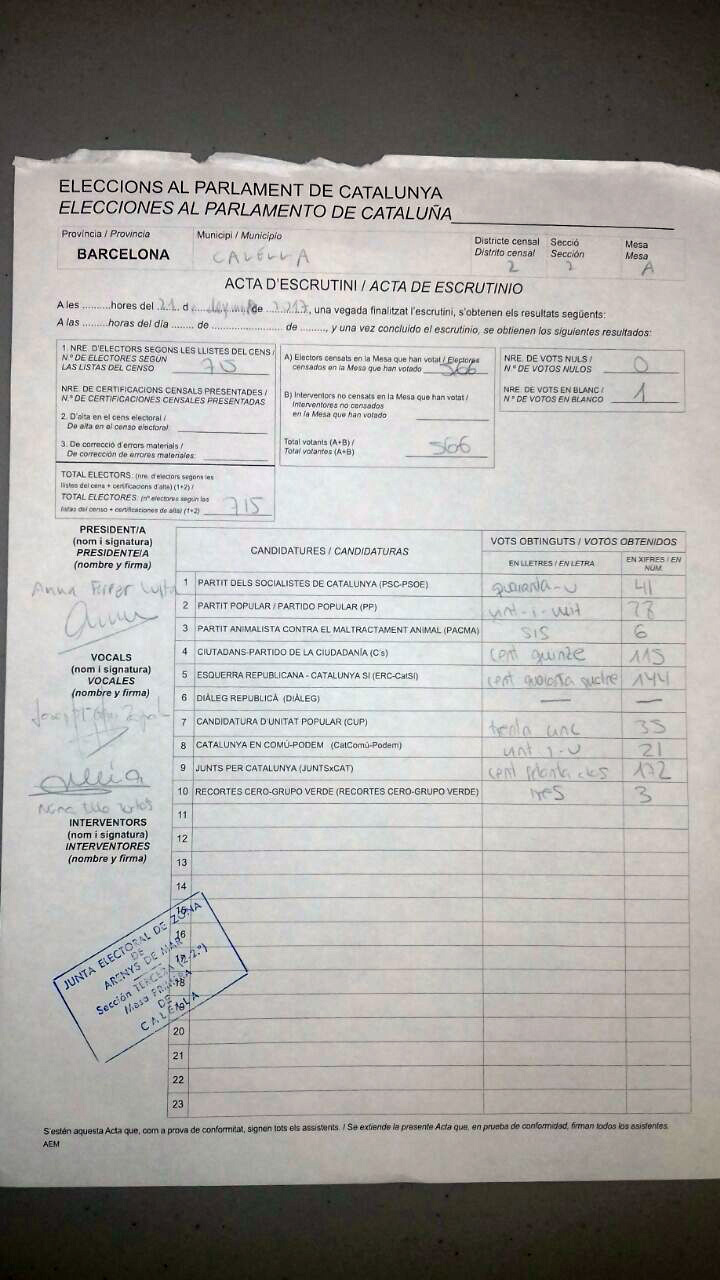 ELECCIONS AL PARLAMENT DE CATALUNYA
ELECCIONES AL PARLAMENTO DE CATALUÑA
Província / Provincia
BARCELONA
Municipi / Municipio
CALELLA
Districte censal
Distrito censal
2
Secció
Sección
2
Mesa
Mesa
A
ACTA D'ESCRUTINI / ACTA DE ESCRUTINIO
A les ..........hores del 21 d de 2017, una vegada finalitzat l'escrutini, s'obtenen els resultats següents:
A las ........horas del día ....... de ........................ de ........, y una vez concluido el escrutinio, se obtienen los siguientes resultados:
1. NRE. D'ELECTORS SEGONS LES LLISTES DEL CENS /
N.º DE ELECTORES SEGÚN
LAS LISTAS DEL CENSO
NRE. DE CERTIFICACIONS CENSALS PRESENTADES /
N.º DE CERTIFICACIONES CENSALES PRESENTADAS
2. D'alta en el cens electoral /
De alta en el censo electoral:
3. De correcció d'errors materials /
De corrección de errores materiales:
TOTAL ELECTORS: (nre. d'electors segons les
llistes del cens + certificacions d'alta) (1+2) /
TOTAL ELECTORES: (nº electores según las
listas del censo + certificaciones de alta) (1+2) 715
A) Electors censats en la Mesa que han votat / Electores
censados en la Mesa que han votado 566
B) Interventors no censats en la Mesa que han votat /
Interventores no censados
en la Mesa que han votado
Total votants (A+B) /
Total votantes (A+B) 566
NRE. DE VOTS NULS /
N.º DE VOTOS NULOS 0
NRE. DE VOTS EN BLANC /
N.º DE VOTOS EN BLANCO 1
PRESIDENT/A
(nom i signatura)
PRESIDENTE/A
(nombre y firma)
Anna
VOCALS
(nom i signatura)
VOCALES
(nombre y firma)
INTERVENTORS
(nom i signatura)
INTERVENTORES
(nombre y firma)
CANDIDATURES / CANDIDATURAS
VOTS OBTINGUTS / VOTOS OBTENIDOS
EN LLETRES / EN LETRA
EN XIFRES / EN NÚM.
1 PARTIT DELS SOCIALISTES DE CATALUNYA (PSC-PSOE) quaranta-u 41
2 PARTIT POPULAR / PARTIDO POPULAR (PP) vint-i-vuit 28
3 PARTIT ANIMALISTA CONTRA EL MALTRACTAMENT ANIMAL (PACMA) sis 6
4 CIUTADANS-PARTIDO DE LA CIUDADANÍA (C's) cent quinze 115
5 ESQUERRA REPUBLICANA - CATALUNYA SI (ERC-CatSI) cent quaranta quatre 144
6 DIÀLEG REPUBLICÀ (DIÀLEG) — —
7 CANDIDATURA D'UNITAT POPULAR (CUP) trenta cinc 35
8 CATALUNYA EN COMÚ-PODEM (CatComú-Podem) vint i-u 21
9 JUNTS PER CATALUNYA (JUNTSxCAT) cent setanta dos 172
10 RECORTES CERO-GRUPO VERDE (RECORTES CERO-GRUPO VERDE) tres 3
11
12
13
14
15
16
17
18
19
20
21
22
23
JUNTA ELECTORAL DE ZONA
DE
ARENYS DE MAR
Sección TERCERA (2-2.ª)
Mesa PRIMERA
DE
CALELLA
S'estén aquesta Acta que, com a prova de conformitat, signen tots els assistents. / Se extiende la presente Acta que, en prueba de conformidad, firman todos los asistentes.
AEM